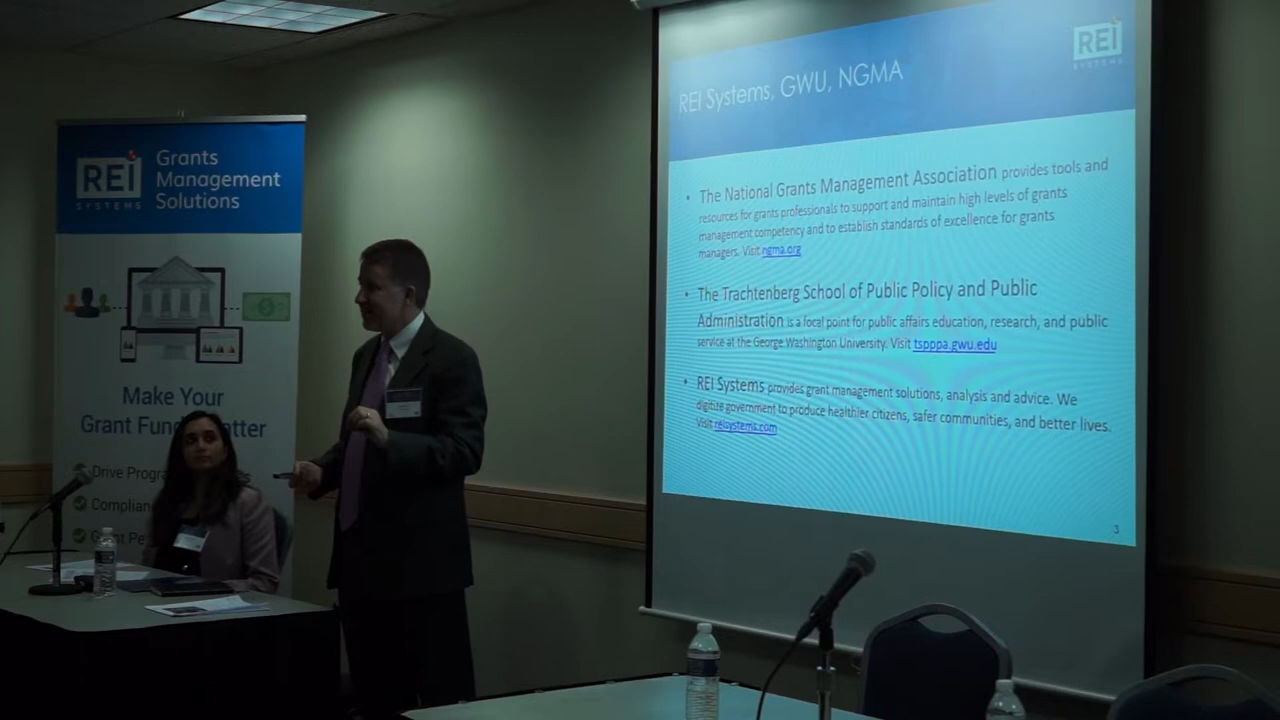 REI
SYSTEMS
Grants
Management
Solutions
Make Your
Grant Fun atter
Drive Progra
Complian
Grant Pe
REI Systems, GWU, NGMA
REI
SYSTEMS
• The National Grants Management Association provides tools and
resources for grants professionals to support and maintain high levels of grants
management competency and to establish standards of excellence for grants
managers. Visit ngma.org
• The Trachtenberg School of Public Policy and Public
Administration is a focal point for public affairs education, research, and public
service at the George Washington University. Visit tspppa.gwu.edu
• REI Systems provides grant management solutions, analysis and advice. We
digitize government to produce healthier citizens, safer communities, and better lives.
Visit reisystems.com
3